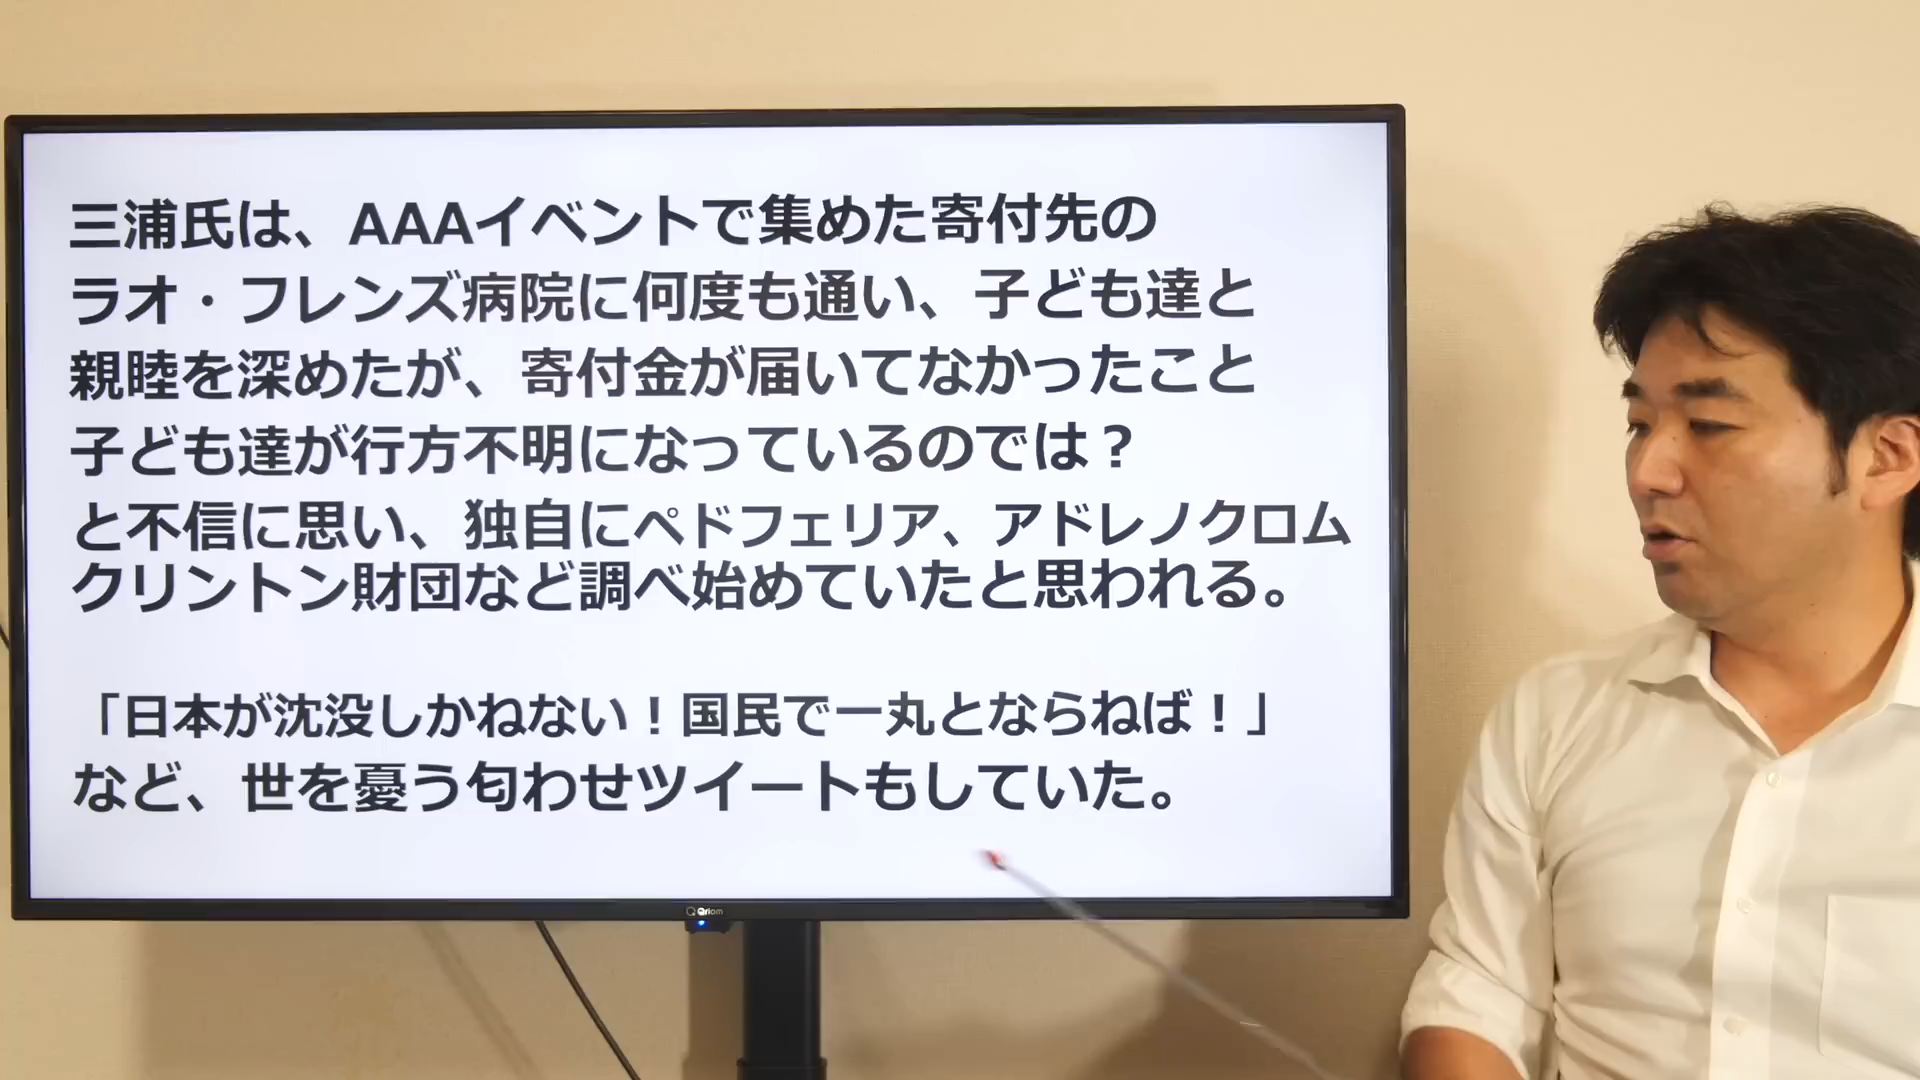 三浦氏は、AAAイベントで集めた寄付先の
ラオ・フレンズ病院に何度も通い、子ども達と
親睦を深めたが、寄付金が届いてなかったこと
子ども達が行方不明になっているのでは？
と不信に思い、独自にペドフェリア、アドレノクロム
クリントン財団など調べ始めていたと思われる。
「日本が沈没しかねない！国民で一丸とならねば！」
など、世を憂う匂わせツイートもしていた。
Qriom